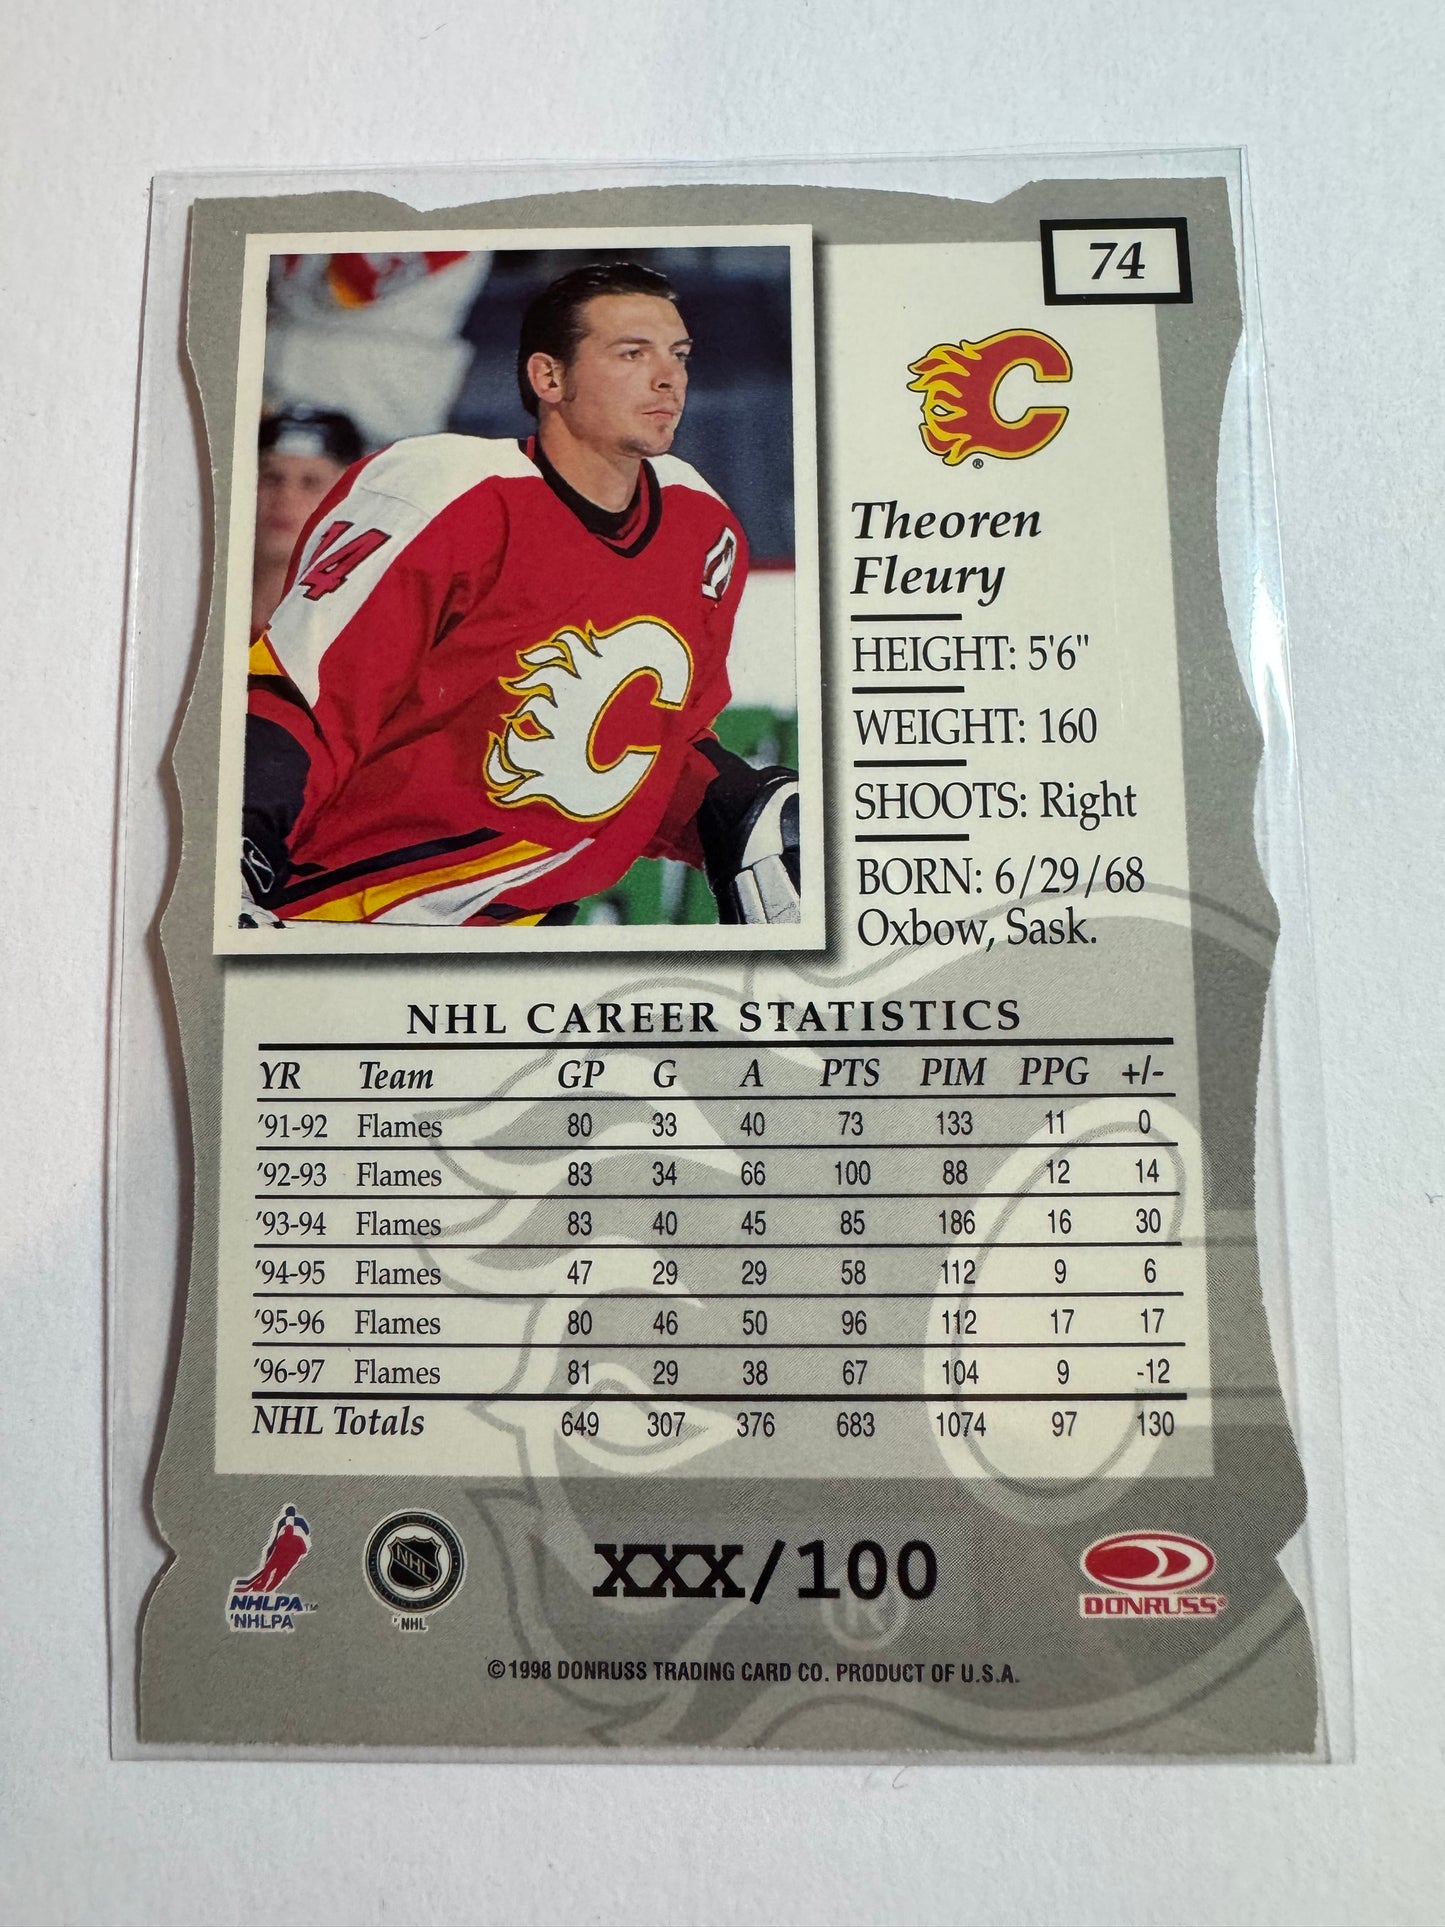 74
Theoren
Fleury
HEIGHT: 5'6"
WEIGHT: 160
SHOOTS: Right
BORN: 6/29/68
Oxbow, Sask.
NHL CAREER STATISTICS
YR Team GP G A PTS PIM PPG +/-
'91-92 Flames 80 33 40 73 133 11 0
'92-93 Flames 83 34 66 100 88 12 14
'93-94 Flames 83 40 45 85 186 16 30
'94-95 Flames 47 29 29 58 112 9 6
'95-96 Flames 80 46 50 96 112 17 17
'96-97 Flames 81 29 38 67 104 9 -12
NHL Totals 649 307 376 683 1074 97 130
NHLPA™
'NHLPA
NHL
NHL
XXX/100
DONRUSS®
©1998 DONRUSS TRADING CARD CO. PRODUCT OF U.S.A.